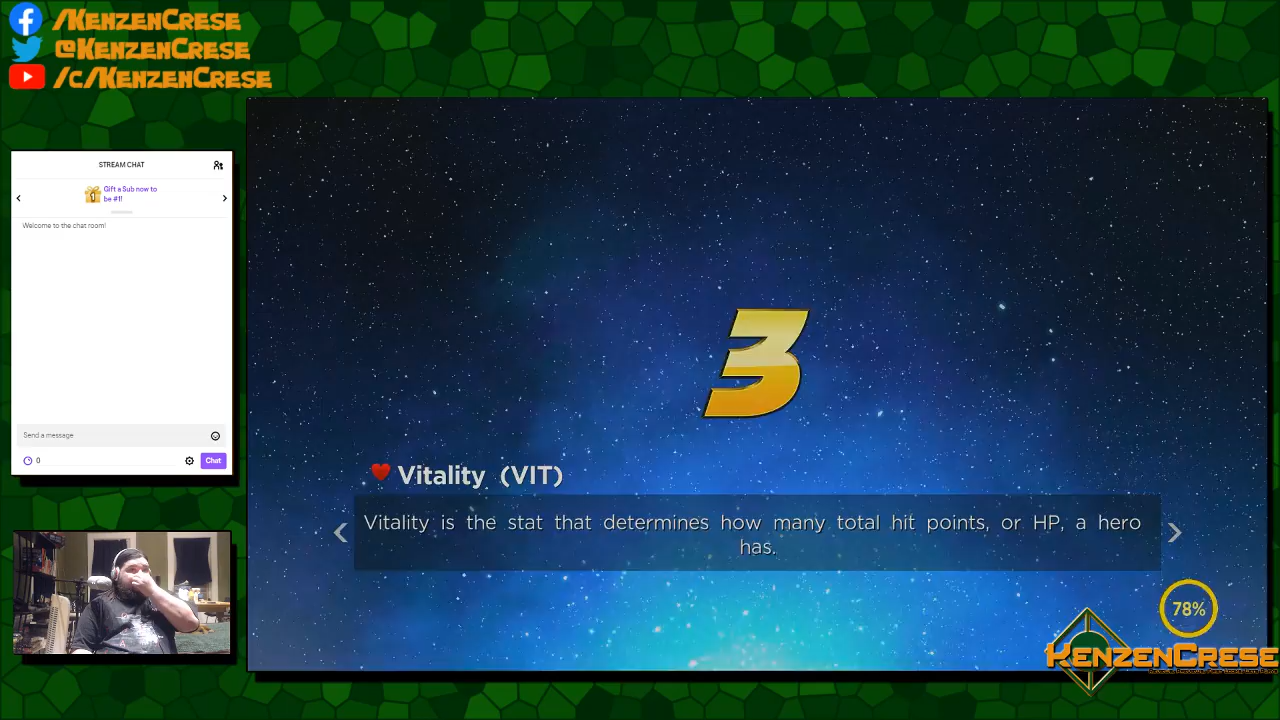 /KenzenCrese
@KenzenCrese
/c/KenzenCrese
STREAM CHAT
Gift a Sub now to
be #1!
1
Welcome to the chat room!
Send a message
0
Chat
3
Vitality (VIT)
Vitality is the stat that determines how many total hit points, or HP, a hero
has.
78%
KenzenCrese